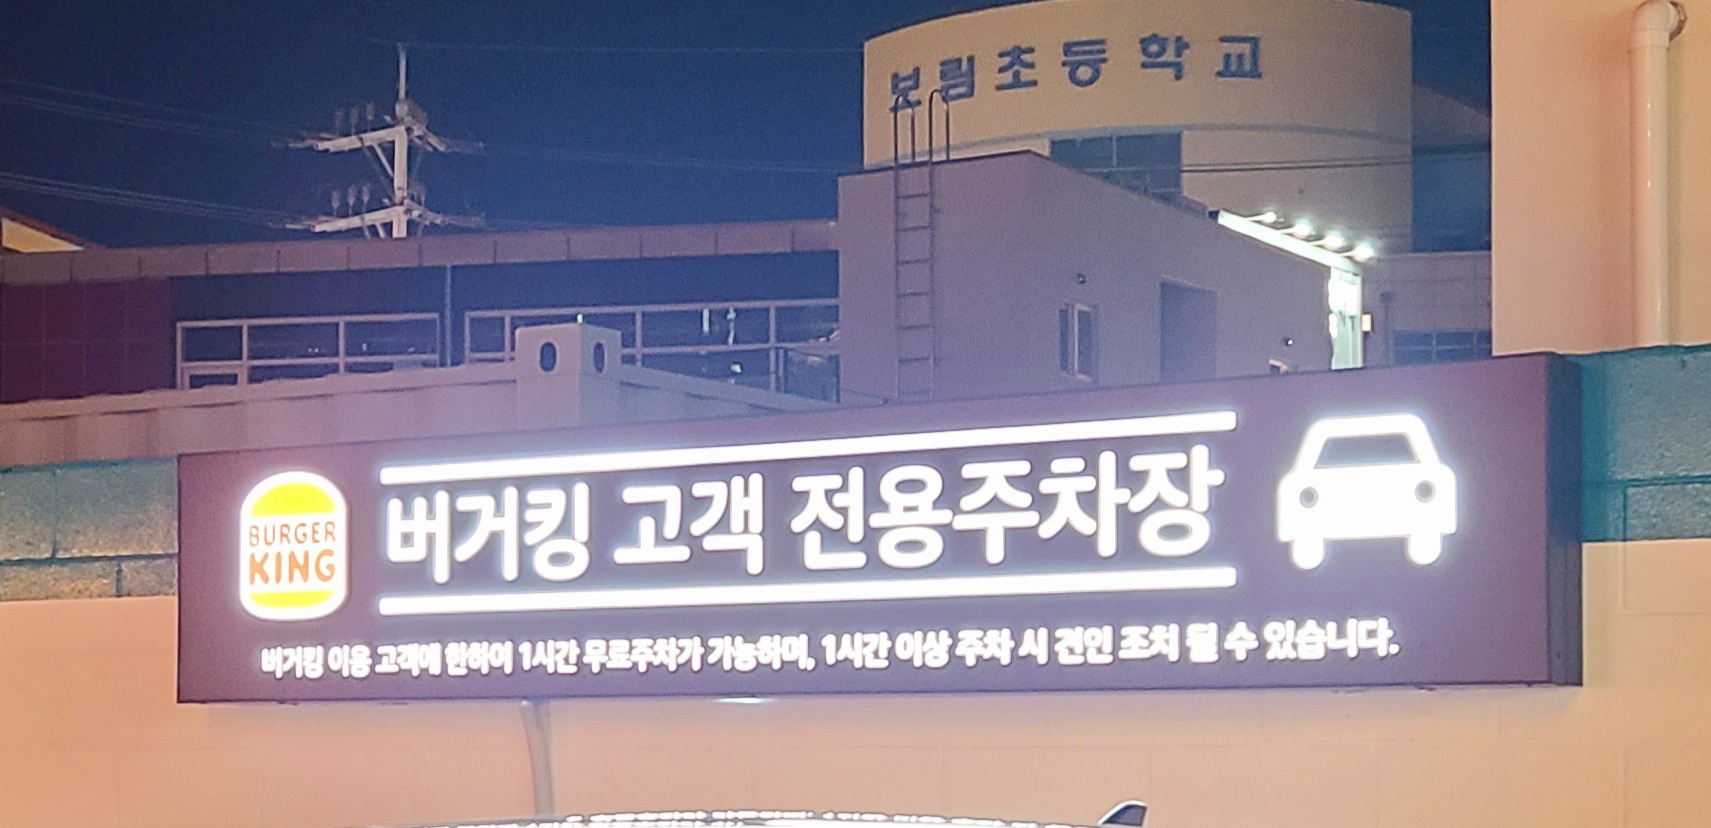 보림초등학교
BURGER
KING
버거킹 고객 전용주차장
버거킹 이용 고객에 한하여 1시간 무료주차가 가능하며, 1시간 이상 주차 시 견인 조치 될 수 있습니다.